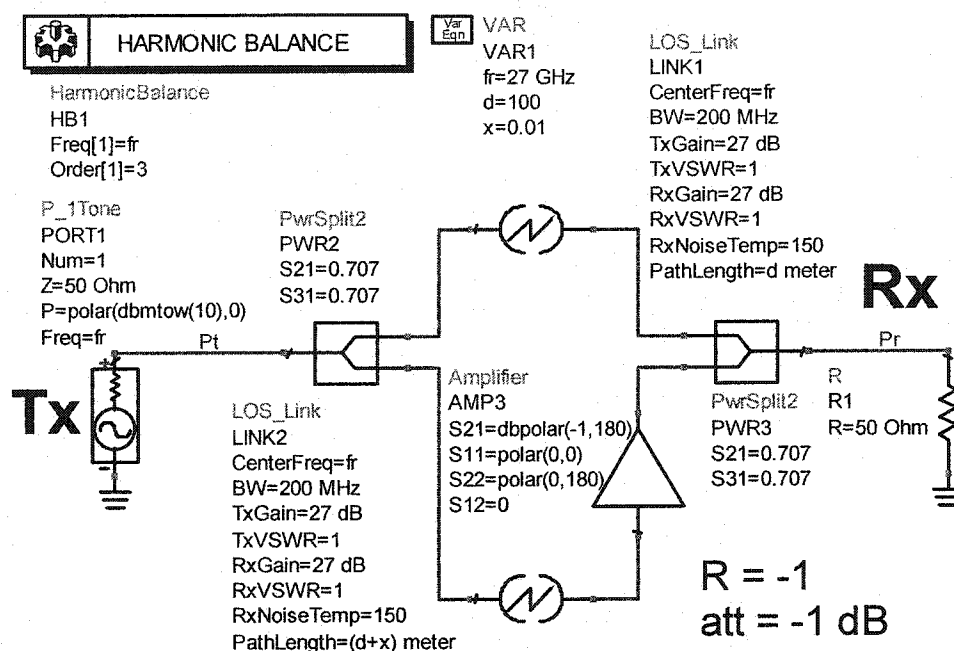 HARMONIC BALANCE
HarmonicBalance
HB1
Freq[1]=fr
Order[1]=3
Var
Eqn
VAR
VAR1
fr=27 GHz
d=100
x=0.01
LOS_Link
LINK1
CenterFreq=fr
BW=200 MHz
TxGain=27 dB
TxVSWR=1
RxGain=27 dB
RxVSWR=1
RxNoiseTemp=150
PathLength=d meter
P_1Tone
PORT1
Num=1
Z=50 Ohm
P=polar(dbmtow(10),0)
Freq=fr
PwrSplit2
PWR2
S21=0.707
S31=0.707
Pt
Tx
Rx
Pr
LOS_Link
LINK2
CenterFreq=fr
BW=200 MHz
TxGain=27 dB
TxVSWR=1
RxGain=27 dB
RxVSWR=1
RxNoiseTemp=150
PathLength=(d+x) meter
Amplifier
AMP3
S21=dbpolar(-1,180)
S11=polar(0,0)
S22=polar(0,180)
S12=0
PwrSplit2
PWR3
S21=0.707
S31=0.707
R
R1
R=50 Ohm
R = -1
att = -1 dB